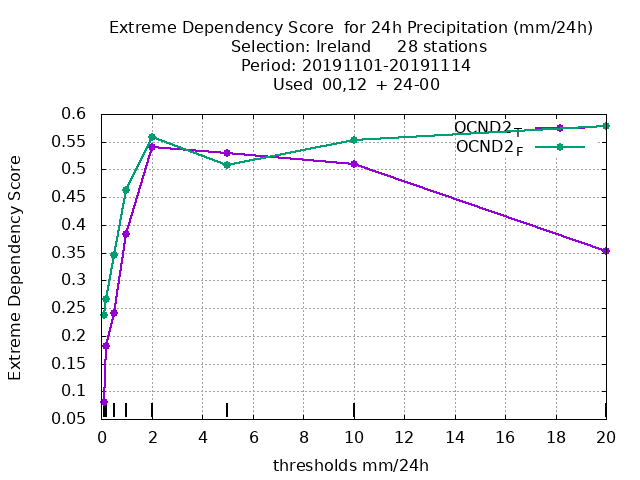 Extreme Dependency Score  for 24h Precipitation (mm/24h)
Selection: Ireland     28 stations
Period: 20191101-20191114
Used  00,12  + 24-00
Extreme Dependency Score
0.6
0.55
0.5
0.45
0.4
0.35
0.3
0.25
0.2
0.15
0.1
0.05
OCND2_T
OCND2_F
0 2 4 6 8 10 12 14 16 18 20
thresholds mm/24h